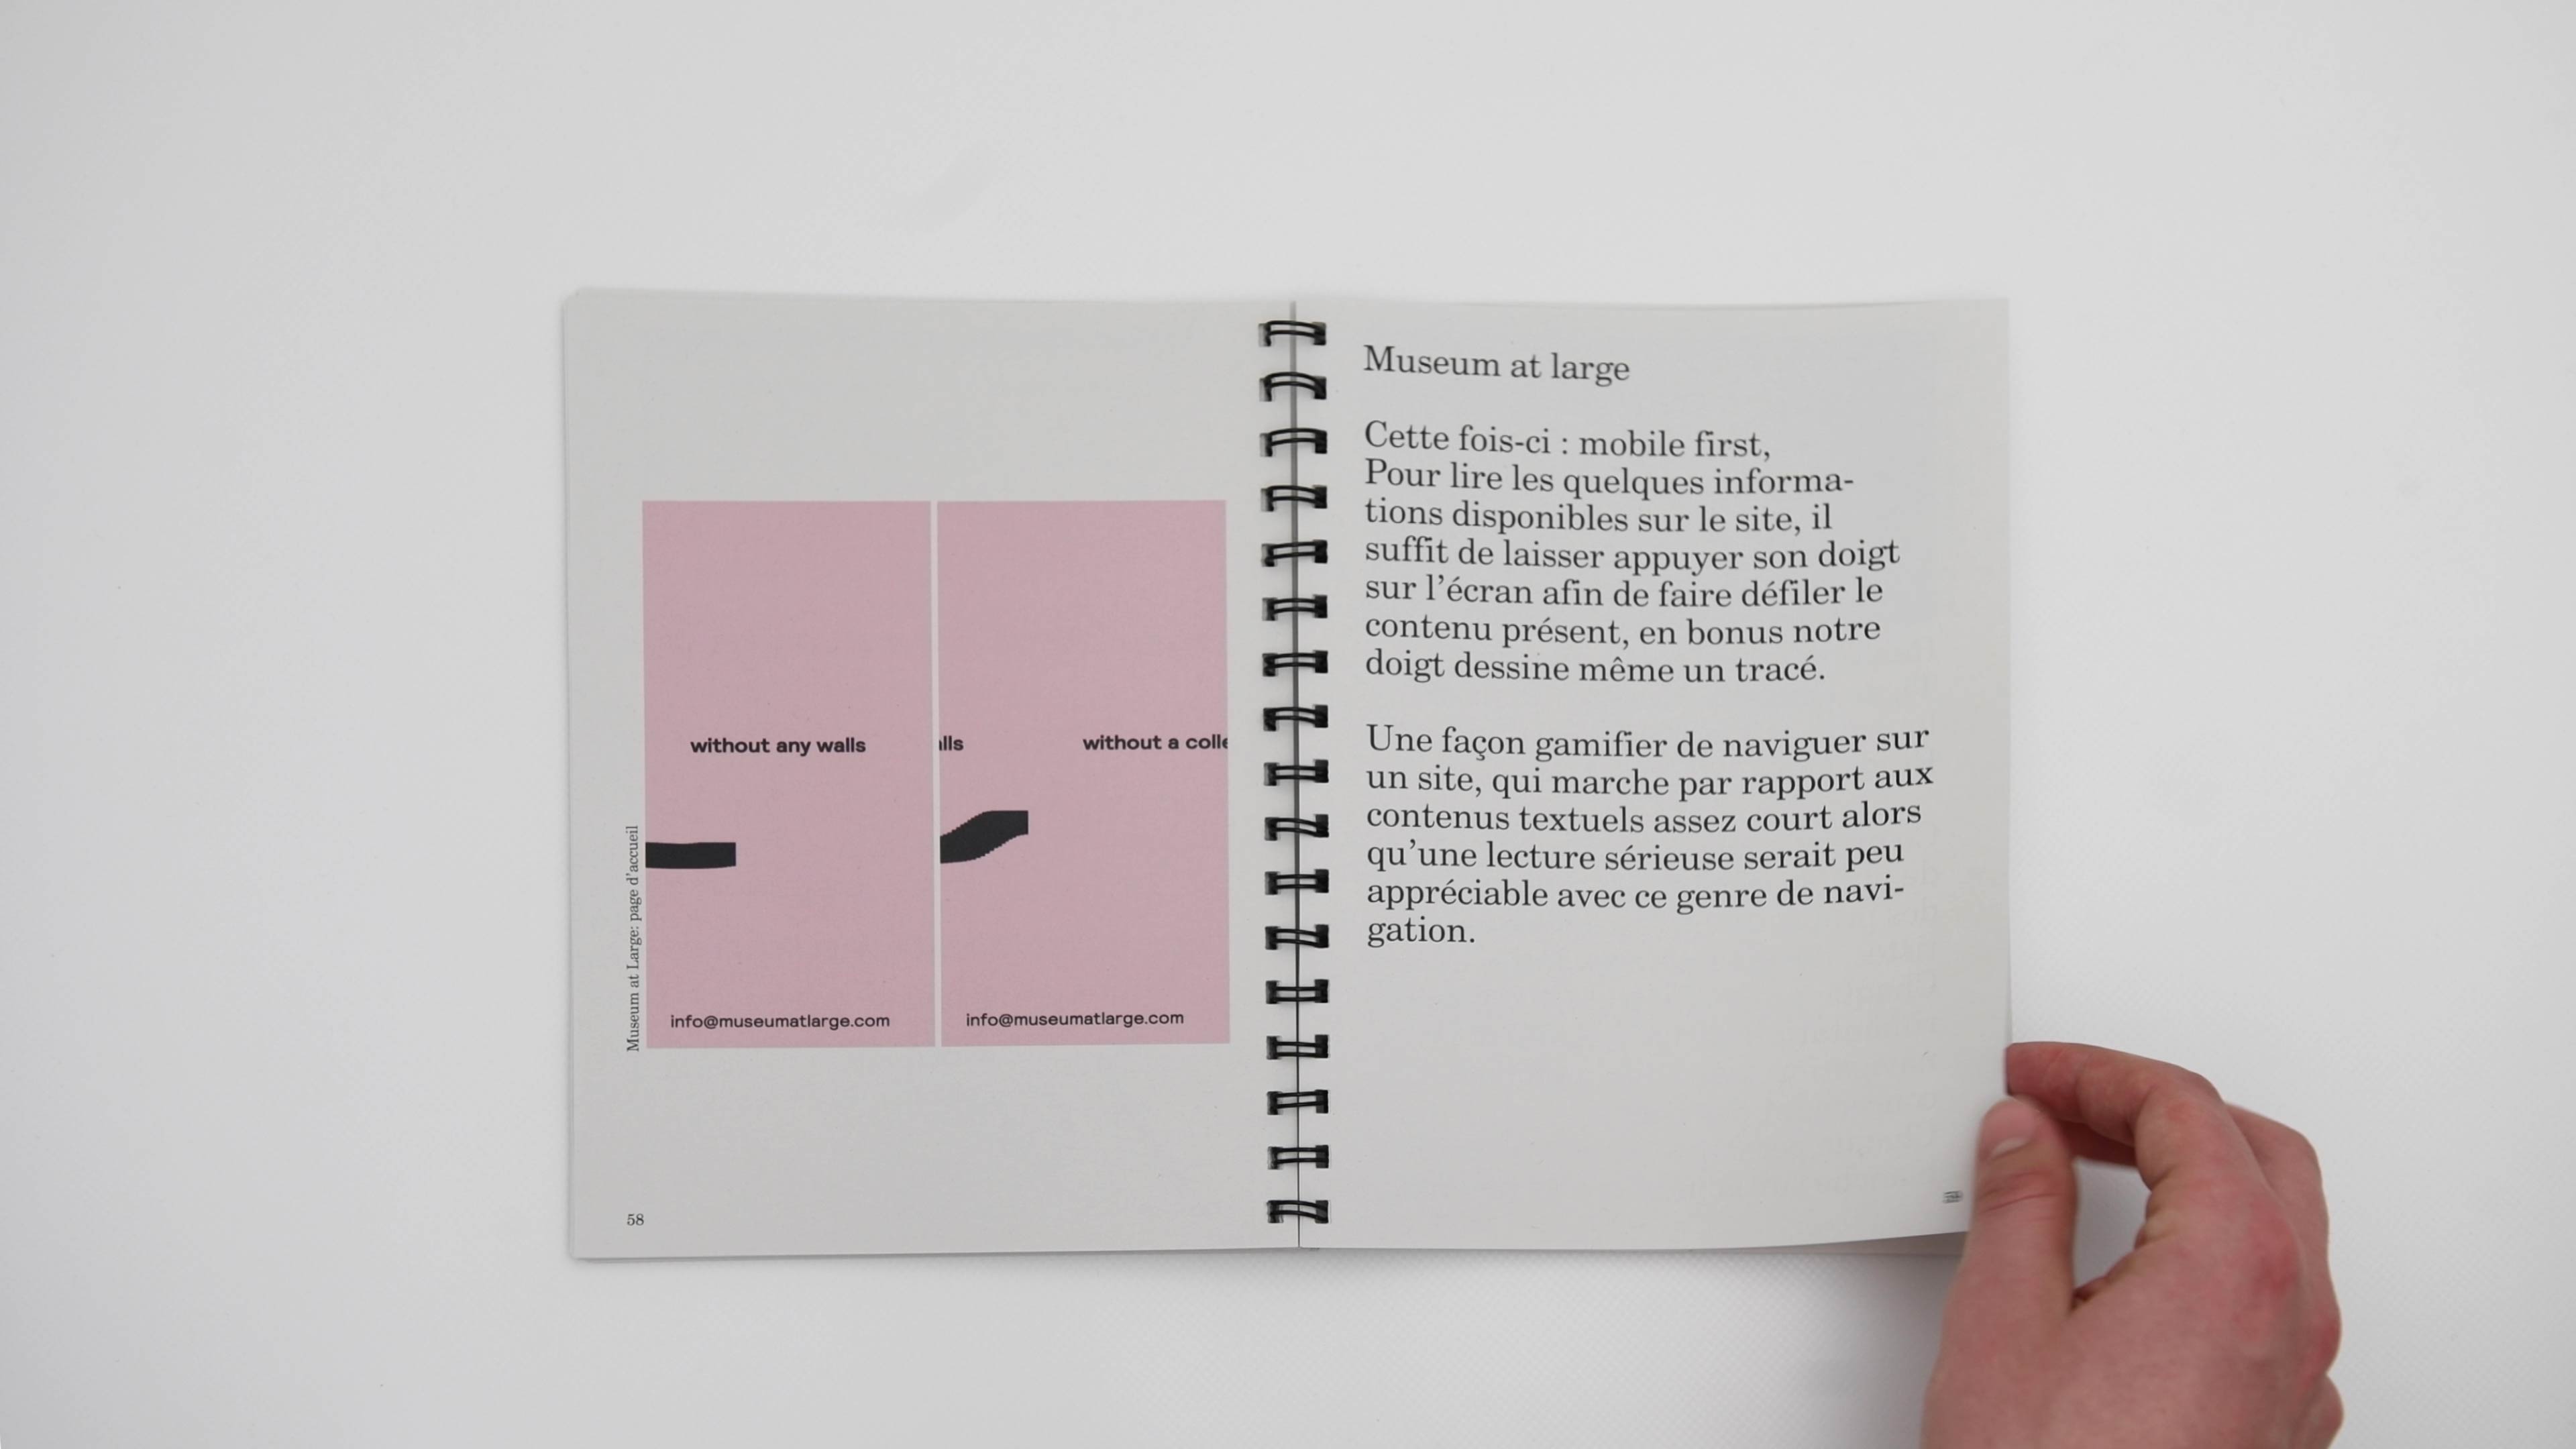 without any walls
info@museumatlarge.com
lls
without a colle
info@museumatlarge.com
Museum at Large: page d'accueil
58
Museum at large
Cette fois-ci : mobile first,
Pour lire les quelques informa-
tions disponibles sur le site, il
suffit de laisser appuyer son doigt
sur l'écran afin de faire défiler le
contenu présent, en bonus notre
doigt dessine même un tracé.
Une façon gamifier de naviguer sur
un site, qui marche par rapport aux
contenus textuels assez court alors
qu'une lecture sérieuse serait peu
appréciable avec ce genre de navi-
gation.